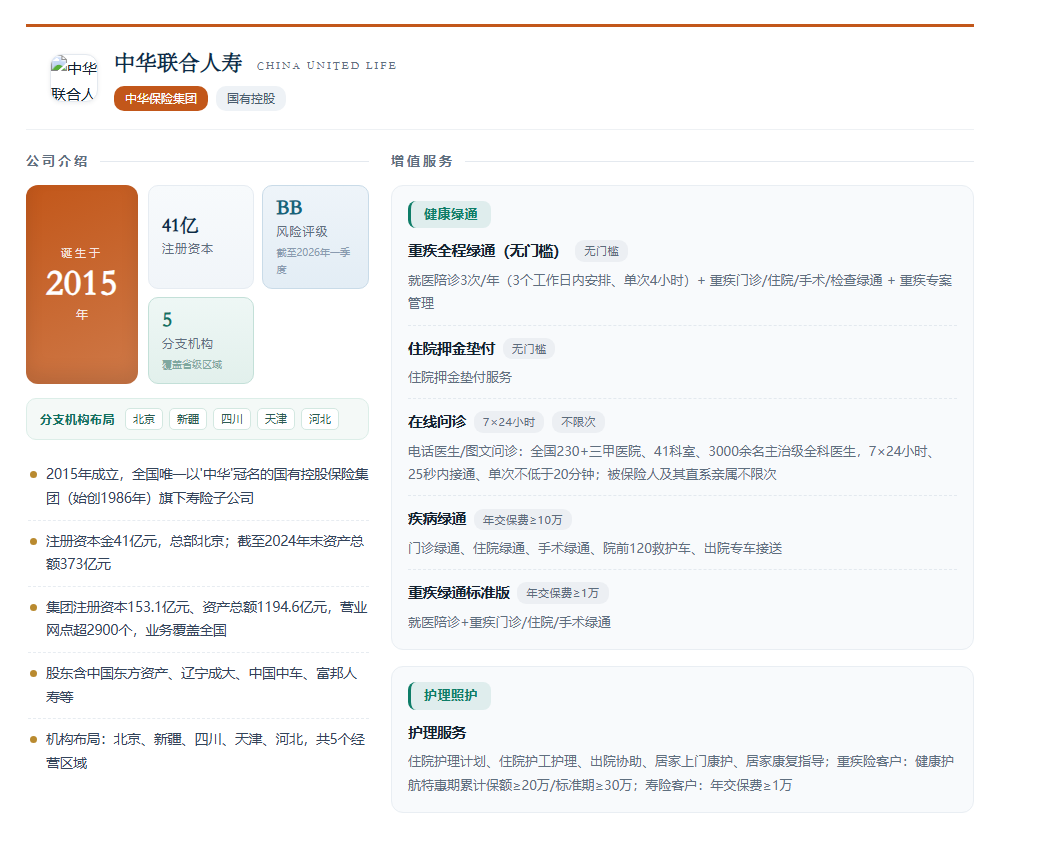 中华
联合人
中华联合人寿 CHINA UNITED LIFE
中华保险集团 国有控股
公司介绍
诞生于
2015
年
41亿
注册资本
BB
风险评级
截至2026年一季
度
5
分支机构
覆盖省级区域
分支机构布局 北京 新疆 四川 天津 河北
2015年成立，全国唯一以'中华'冠名的国有控股保险集
团（始创1986年）旗下寿险子公司
注册资本金41亿元，总部北京；截至2024年末资产总
额373亿元
集团注册资本153.1亿元、资产总额1194.6亿元，营业
网点超2900个，业务覆盖全国
股东含中国东方资产、辽宁成大、中国中车、富邦人
寿等
机构布局：北京、新疆、四川、天津、河北，共5个经
营区域
增值服务
健康绿通
重疾全程绿通（无门槛） 无门槛
就医陪诊3次/年（3个工作日内安排、单次4小时）+ 重疾门诊/住院/手术/检查绿通 + 重疾专案
管理
住院押金垫付 无门槛
住院押金垫付服务
在线问诊 7×24小时 不限次
电话医生/图文问诊：全国230+三甲医院、41科室、3000余名主治级全科医生，7×24小时、
25秒内接通、单次不低于20分钟；被保险人及其直系亲属不限次
疾病绿通 年交保费≥10万
门诊绿通、住院绿通、手术绿通、院前120救护车、出院专车接送
重疾绿通标准版 年交保费≥1万
就医陪诊+重疾门诊/住院/手术绿通
护理照护
护理服务
住院护理计划、住院护工护理、出院协助、居家上门康护、居家康复指导；重疾险客户：健康护
航特惠期累计保额≥20万/标准期≥30万；寿险客户：年交保费≥1万